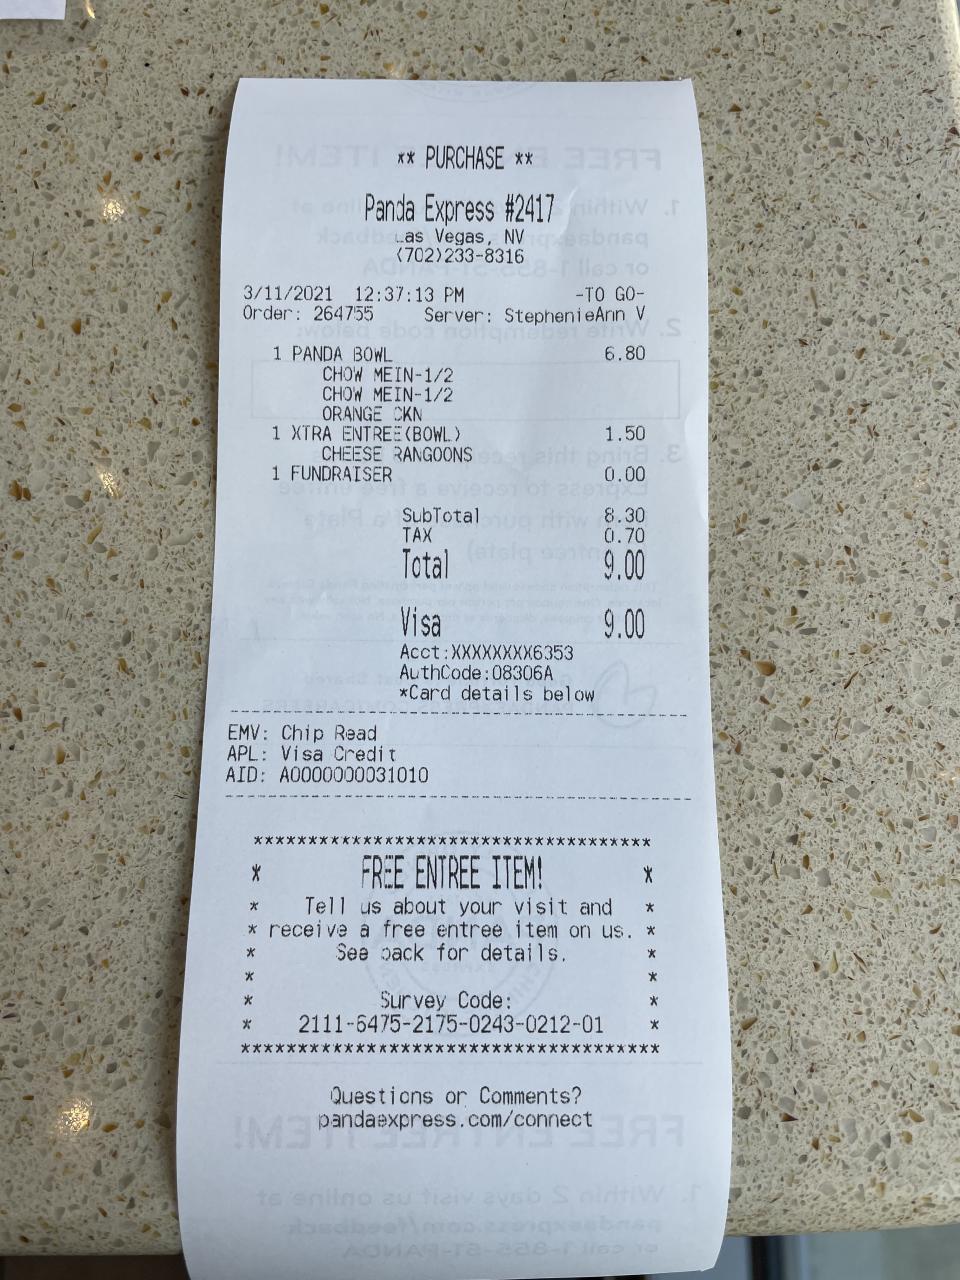 ** PURCHASE **
Panda Express #2417
Las Vegas, NV
(702)233-8316
3/11/2021 12:37:13 PM -TO GO-
Order: 264755 Server: StephenieAnn V
1 PANDA BOWL 6.80
CHOW MEIN-1/2
CHOW MEIN-1/2
ORANGE CKN
1 XTRA ENTREE(BOWL) 1.50
CHEESE RANGOONS
1 FUNDRAISER 0.00
SubTotal 8.30
TAX 0.70
Total 9.00
Visa 9.00
Acct:XXXXXXXX6353
AuthCode:08306A
*Card details below
--------------------------------------------
EMV: Chip Read
APL: Visa Credit
AID: A0000000031010
--------------------------------------------
*************************************
* FREE ENTREE ITEM! *
* Tell us about your visit and *
* receive a free entree item on us. *
* See back for details. *
* *
* Survey Code: *
* 2111-6475-2175-0243-0212-01 *
*************************************
Questions or Comments?
pandaexpress.com/connect